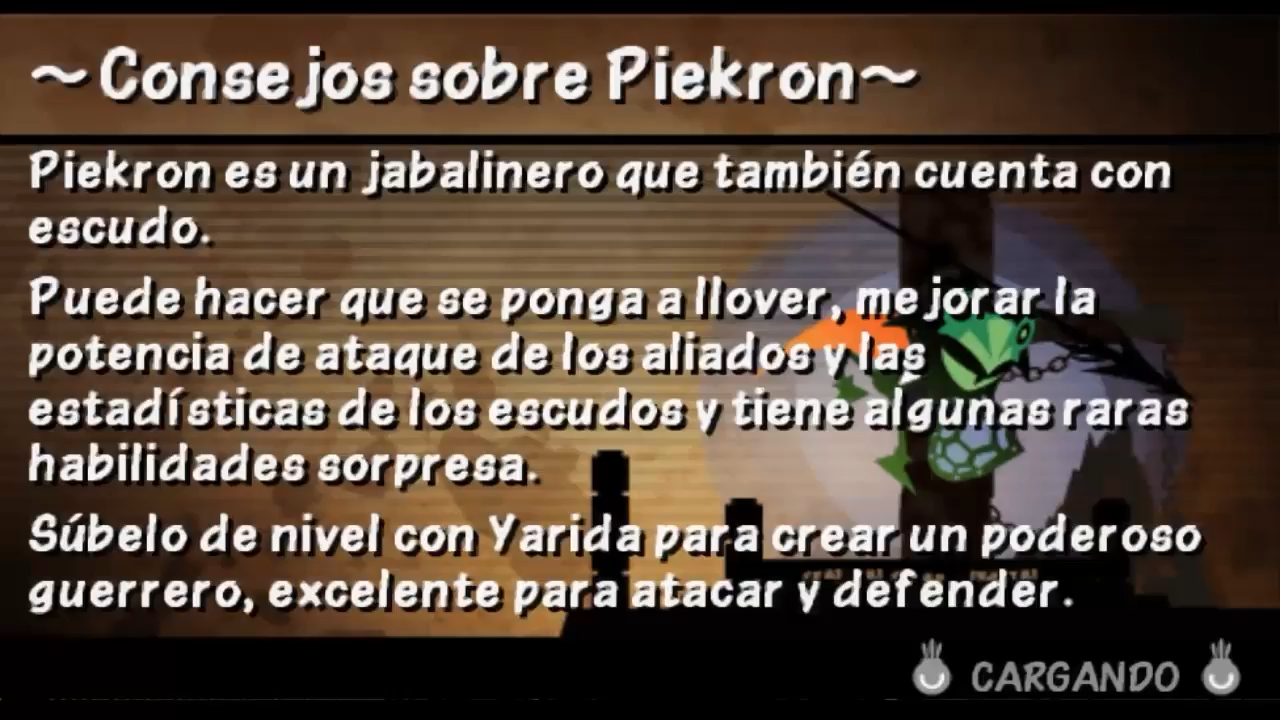 ～Consejos sobre Piekron～
Piekron es un jabalinero que también cuenta con
escudo.
Puede hacer que se ponga a llover, mejorar la
potencia de ataque de los aliados y las
estadísticas de los escudos y tiene algunas raras
habilidades sorpresa.
Súbelo de nivel con Yarida para crear un poderoso
guerrero, excelente para atacar y defender.
CARGANDO